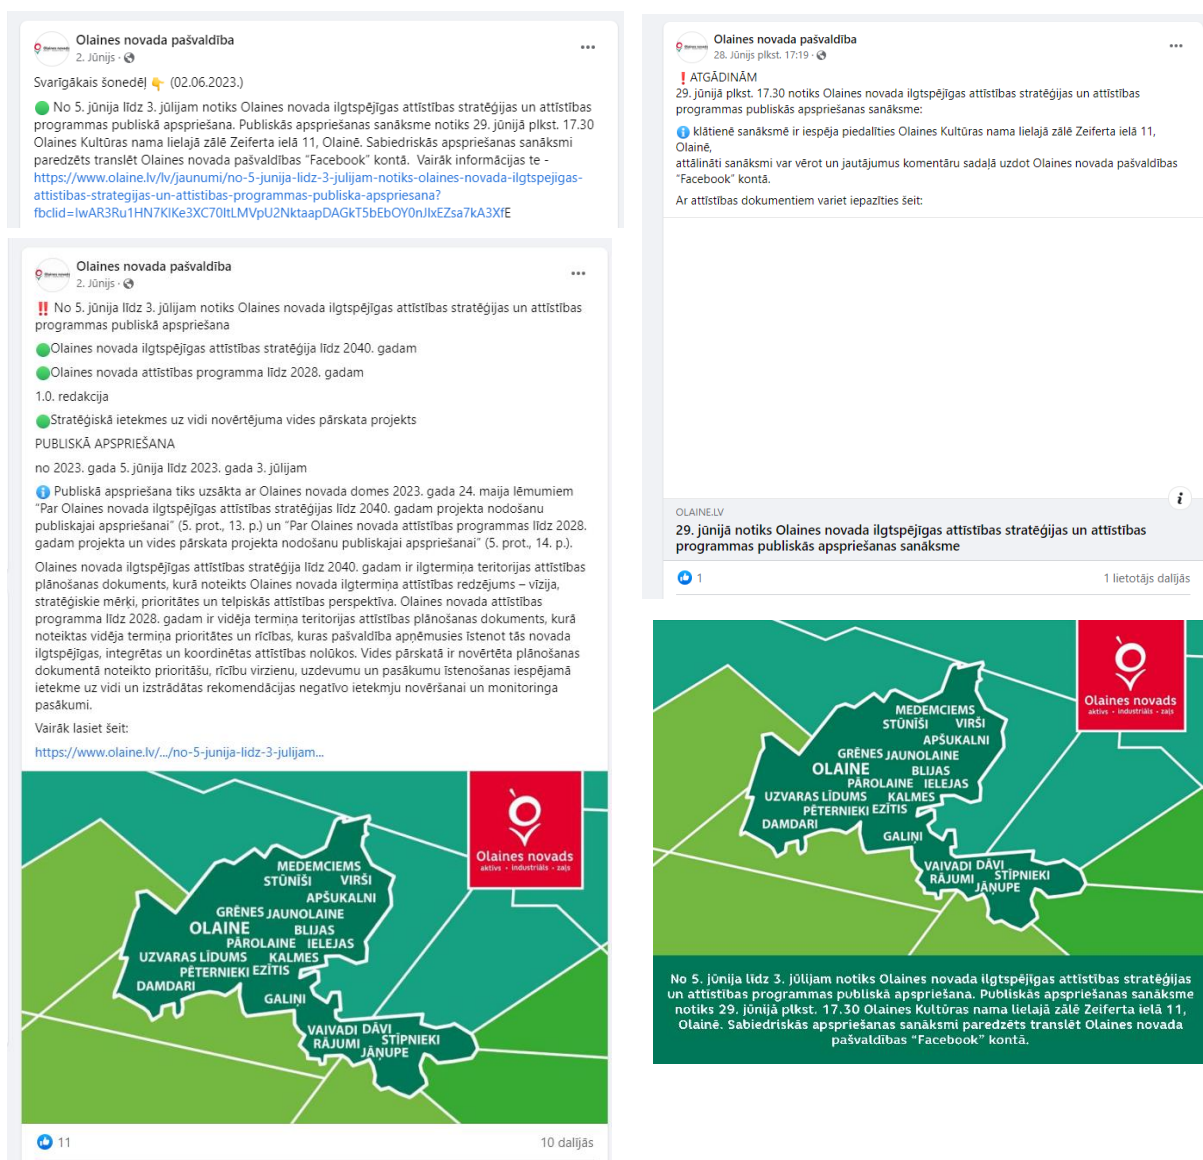 Olaines novada pašvaldība
2. Jūnijs ·
Svarīgākais šonedēļ 👇 (02.06.2023.)
🟢 No 5. jūnija līdz 3. jūlijam notiks Olaines novada ilgtspējīgas attīstības stratēģijas un attīstības
programmas publiskā apspriešana. Publiskās apspriešanas sanāksme notiks 29. jūnijā plkst. 17.30
Olaines Kultūras nama lielajā zālē Zeiferta ielā 11, Olainē. Sabiedriskās apspriešanas sanāksmi
paredzēts translēt Olaines novada pašvaldības "Facebook" kontā. Vairāk informācijas te -
https://www.olaine.lv/lv/jaunumi/no-5-junija-lidz-3-julijam-notiks-olaines-novada-ilgtspejigas-
attistibas-strategijas-un-attistibas-programmas-publiska-apspriesana?
Olaines novada pašvaldība
2. Jūnijs ·
‼️ No 5. jūnija līdz 3. jūlijam notiks Olaines novada ilgtspējīgas attīstības stratēģijas un attīstības
programmas publiskā apspriešana
🟢Olaines novada ilgtspējīgas attīstības stratēģija līdz 2040. gadam
🟢Olaines novada attīstības programma līdz 2028. gadam
1.0. redakcija
🟢Stratēģiskā ietekmes uz vidi novērtējuma vides pārskata projekts
PUBLISKĀ APSPRIEŠANA
no 2023. gada 5. jūnija līdz 2023. gada 3. jūlijam
ℹ️ Publiskā apspriešana tiks uzsākta ar Olaines novada domes 2023. gada 24. maija lēmumiem
"Par Olaines novada ilgtspējīgas attīstības stratēģijas līdz 2040. gadam projekta nodošanu
publiskajai apspriešanai" (5. prot., 13. p.) un "Par Olaines novada attīstības programmas līdz 2028.
gadam projekta un vides pārskata projekta nodošanu publiskajai apspriešanai" (5. prot., 14. p.).
Olaines novada ilgtspējīgas attīstības stratēģija līdz 2040. gadam ir ilgtermiņa teritorijas attīstības
plānošanas dokuments, kurā noteikts Olaines novada ilgtermiņa attīstības redzējums – vīzija,
stratēģiskie mērķi, prioritātes un telpiskās attīstības perspektīva. Olaines novada attīstības
programma līdz 2028. gadam ir vidēja termiņa teritorijas attīstības plānošanas dokuments, kurā
noteiktas vidēja termiņa prioritātes un rīcības, kuras pašvaldība apņēmusies īstenot tās novada
ilgtspējīgas, integrētas un koordinētas attīstības nolūkos. Vides pārskatā ir novērtēta plānošanas
dokumentā noteikto prioritāšu, rīcību virzienu, uzdevumu un pasākumu īstenošanas iespējamā
ietekme uz vidi un izstrādātas rekomendācijas negatīvo ietekmju novēršanai un monitoringa
pasākumi.
Vairāk lasiet šeit:
https://www.olaine.lv/.../no-5-junija-lidz-3-julijam...
Olaines novads
aktīvs · industriāls · zaļš
MEDEMCIEMS
STŪNĪŠI VIRŠI
APŠUKALNI
GRĒNES JAUNOLAINE
OLAINE BLIJAS
PĀROLAINE IELEJAS
UZVARAS LĪDUMS KALMES
PĒTERNIEKI EZĪTIS
DAMDARI
GALIŅI
VAIVADI DĀVI
RĀJUMI STĪPNIEKI
JĀŅUPE
11
10 dalījās
Olaines novada pašvaldība
28. Jūnijs plkst. 17:19 ·
❗ ATGĀDINĀM
29. jūnijā plkst. 17.30 notiks Olaines novada ilgtspējīgas attīstības stratēģijas un attīstības
programmas publiskās apspriešanas sanāksme:
ℹ️ klātienē sanāksmē ir iespēja piedalīties Olaines Kultūras nama lielajā zālē Zeiferta ielā 11,
Olainē,
attālināti sanāksmi var vērot un jautājumus komentāru sadaļā uzdot Olaines novada pašvaldības
"Facebook" kontā.
Ar attīstības dokumentiem variet iepazīties šeit:
OLAINE.LV
29. jūnijā notiks Olaines novada ilgtspējīgas attīstības stratēģijas un attīstības
programmas publiskās apspriešanas sanāksme
1
1 lietotājs dalījās
Olaines novads
aktīvs · industriāls · zaļš
MEDEMCIEMS
STŪNĪŠI VIRŠI
APŠUKALNI
GRĒNES JAUNOLAINE
OLAINE BLIJAS
PĀROLAINE IELEJAS
UZVARAS LĪDUMS KALMES
PĒTERNIEKI EZĪTIS
DAMDARI
GALIŅI
VAIVADI DĀVI
RĀJUMI STĪPNIEKI
JĀŅUPE
No 5. jūnija līdz 3. jūlijam notiks Olaines novada ilgtspējīgas attīstības stratēģijas
un attīstības programmas publiskā apspriešana. Publiskās apspriešanas sanāksme
notiks 29. jūnijā plkst. 17.30 Olaines Kultūras nama lielajā zālē Zeiferta ielā 11,
Olainē. Sabiedriskās apspriešanas sanāksmi paredzēts translēt Olaines novada
pašvaldības "Facebook" kontā.